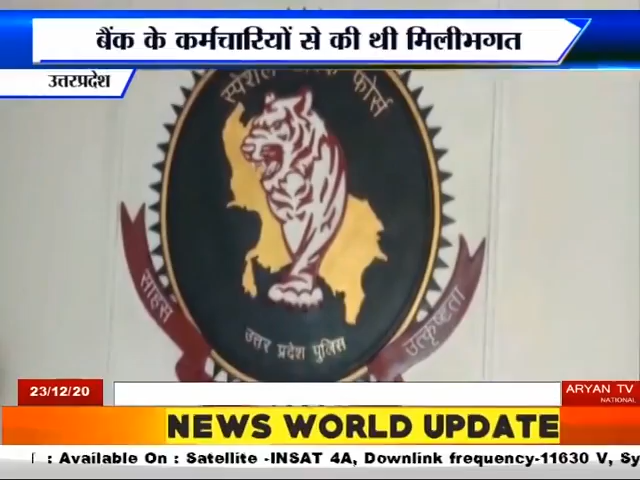 बैंक के कर्मचारियों से की थी मिलीभगत
उत्तरप्रदेश
स्पेशल टास्क फोर्स
साहस
उत्कृष्टता
उत्तर प्रदेश पुलिस
23/12/20
ARYAN TV
NATIONAL
NEWS WORLD UPDATE
: Available On : Satellite -INSAT 4A, Downlink frequency-11630 V, Sy